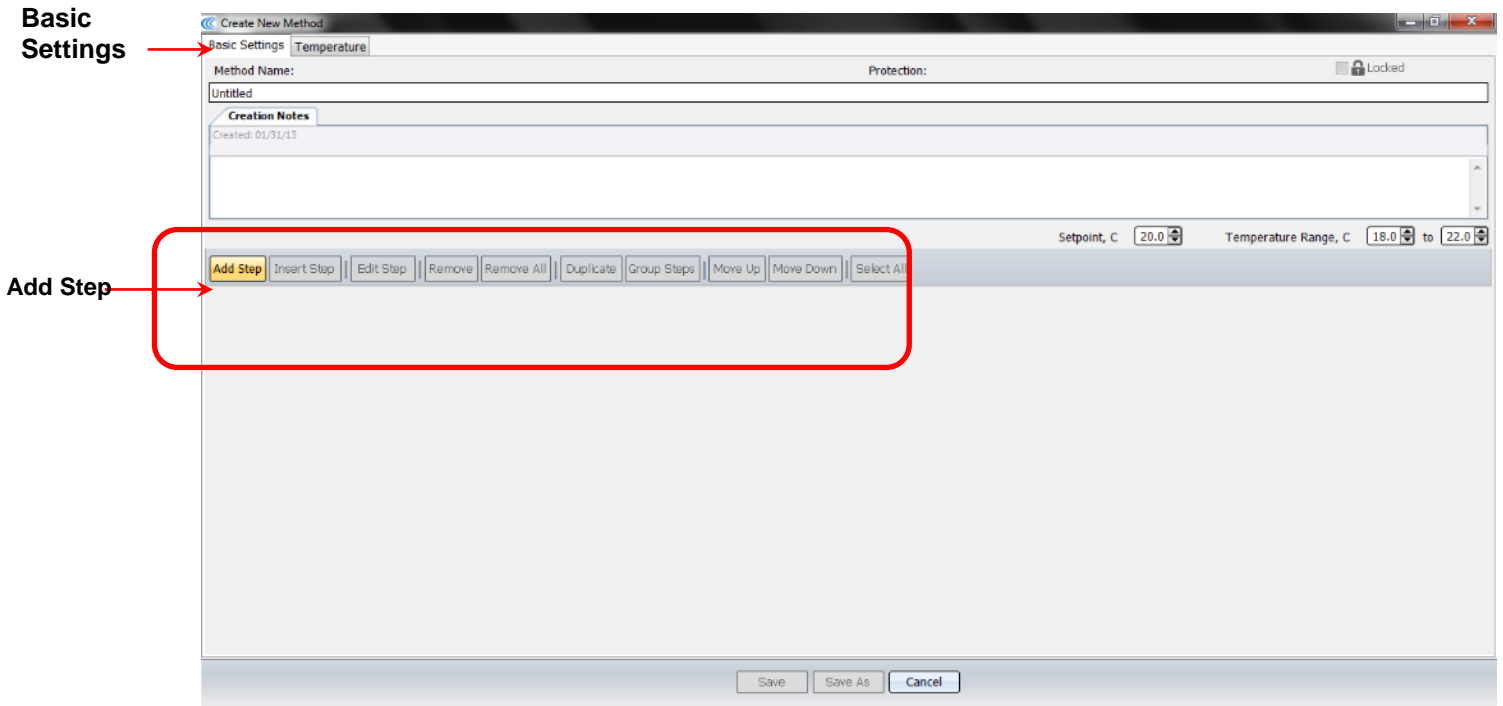 Basic
Settings
Create New Method
Basic Settings Temperature
Method Name: Protection: Locked
Untitled
Creation Notes
Created: 01/31/13
Setpoint, C 20.0 Temperature Range, C 18.0 to 22.0
Add Step
Add Step Insert Step Edit Step Remove Remove All Duplicate Group Steps Move Up Move Down Select All
Save Save As Cancel